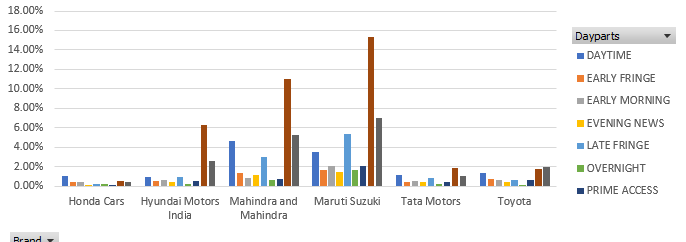 18.00%
16.00%
14.00%
12.00%
10.00%
8.00%
6.00%
4.00%
2.00%
0.00%
Honda Cars
Hyundai Motors
India
Mahindra and
Mahindra
Maruti Suzuki
Tata Motors
Toyota
Dayparts
DAYTIME
EARLY FRINGE
EARLY MORNING
EVENING NEWS
LATE FRINGE
OVERNIGHT
PRIME ACCESS
Brand